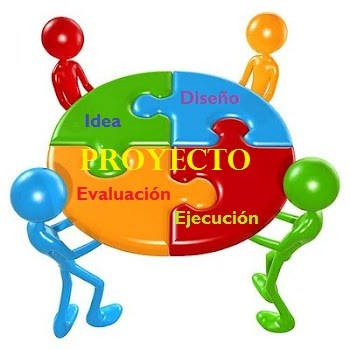 Diseño
Idea
PROYECTO
Evaluación
Ejecución